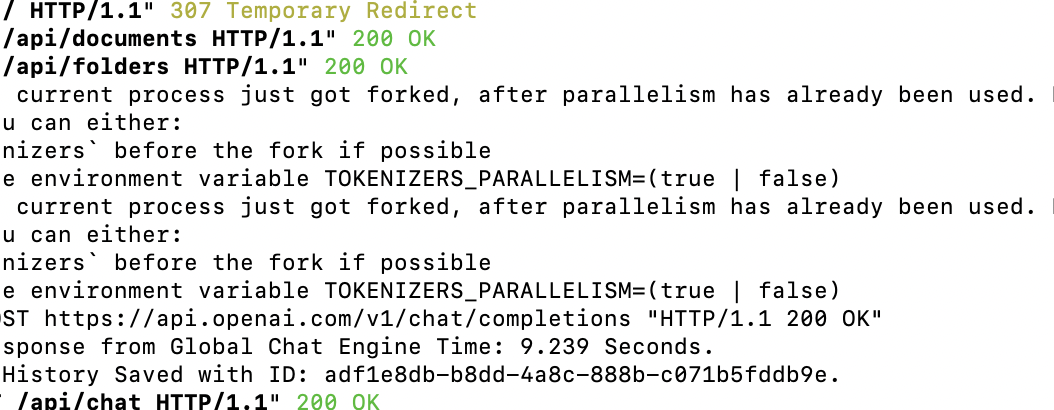 / HTTP/1.1" 307 Temporary Redirect
/api/documents HTTP/1.1" 200 OK
/api/folders HTTP/1.1" 200 OK
current process just got forked, after parallelism has already been used.
u can either:
nizers` before the fork if possible
e environment variable TOKENIZERS_PARALLELISM=(true | false)
current process just got forked, after parallelism has already been used.
u can either:
nizers` before the fork if possible
e environment variable TOKENIZERS_PARALLELISM=(true | false)
OST https://api.openai.com/v1/chat/completions "HTTP/1.1 200 OK"
sponse from Global Chat Engine Time: 9.239 Seconds.
History Saved with ID: adf1e8db-b8dd-4a8c-888b-c071b5fddb9e.
/api/chat HTTP/1.1" 200 OK